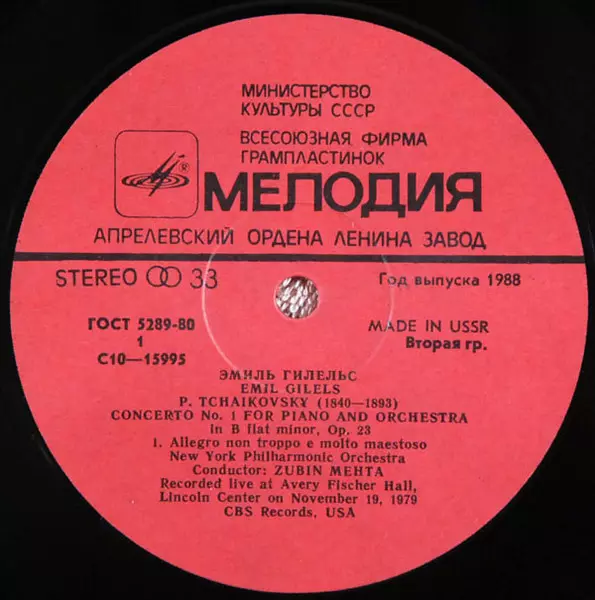 МИНИСТЕРСТВО
КУЛЬТУРЫ СССР
ВСЕСОЮЗНАЯ ФИРМА
ГРАМПЛАСТИНОК
®
МЕЛОДИЯ
АПРЕЛЕВСКИЙ ОРДЕНА ЛЕНИНА ЗАВОД
STEREO 33
Год выпуска 1988
ГОСТ 5289-80
MADE IN USSR
1
Вторая гр.
С10—15995
ЭМИЛЬ ГИЛЕЛЬС
EMIL GILELS
P. TCHAIKOVSKY (1840—1893)
CONCERTO No. 1 FOR PIANO AND ORCHESTRA
in B flat minor, Op. 23
1. Allegro non troppo e molto maestoso
New York Philharmonic Orchestra
Conductor: ZUBIN MEHTA
Recorded live at Avery Fischer Hall,
Lincoln Center on November 19, 1979
CBS Records, USA